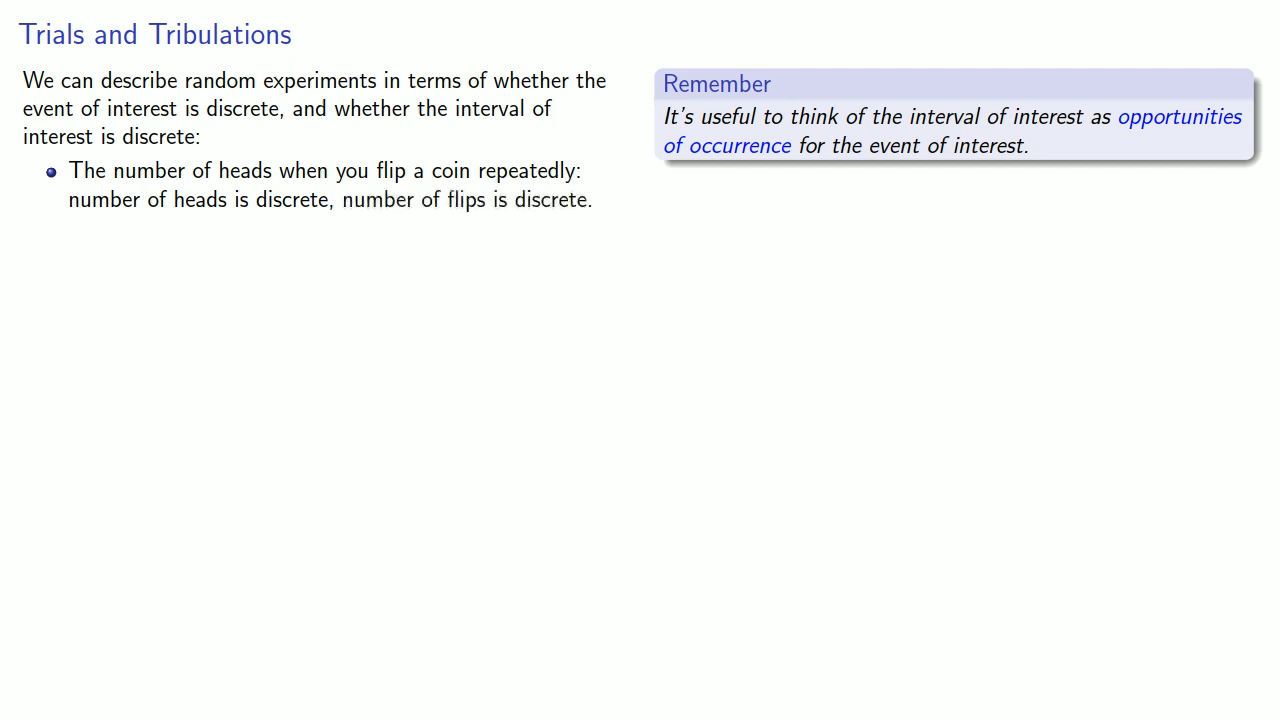 Trials and Tribulations
We can describe random experiments in terms of whether the
event of interest is discrete, and whether the interval of
interest is discrete:
The number of heads when you flip a coin repeatedly:
number of heads is discrete, number of flips is discrete.
Remember
It's useful to think of the interval of interest as opportunities
of occurrence for the event of interest.